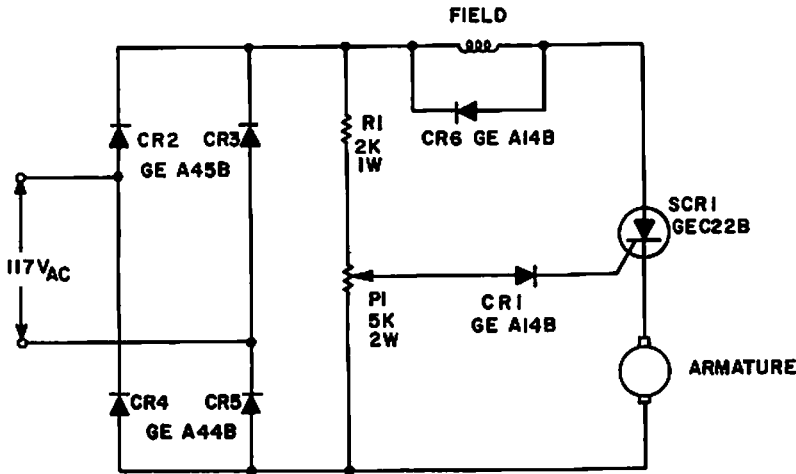 FIELD
R1
2K
1W
CR6 GE A14B
CR2
CR3
GE A45B
SCR1
GEC22B
117VAC
P1
5K
2W
CR1
GE A14B
ARMATURE
CR4
CR5
GE A44B